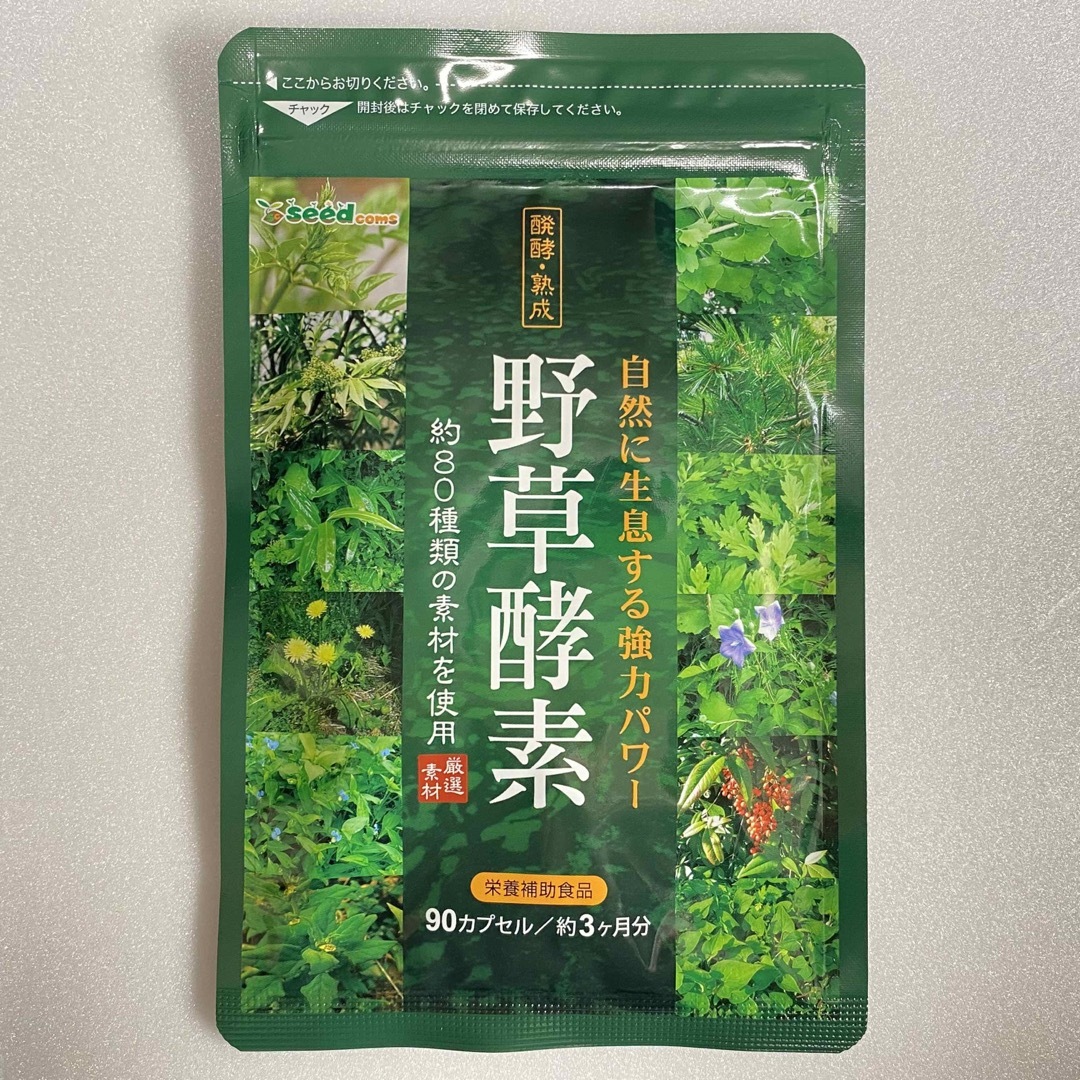 ここからお切りください。
チャック
開封後はチャックを閉めて保存してください。
seedcoms
醗酵・熟成
自然に生息する強力パワー
野草酵素
約80種類の素材を使用
厳選
素材
栄養補助食品
90カプセル／約3ヶ月分